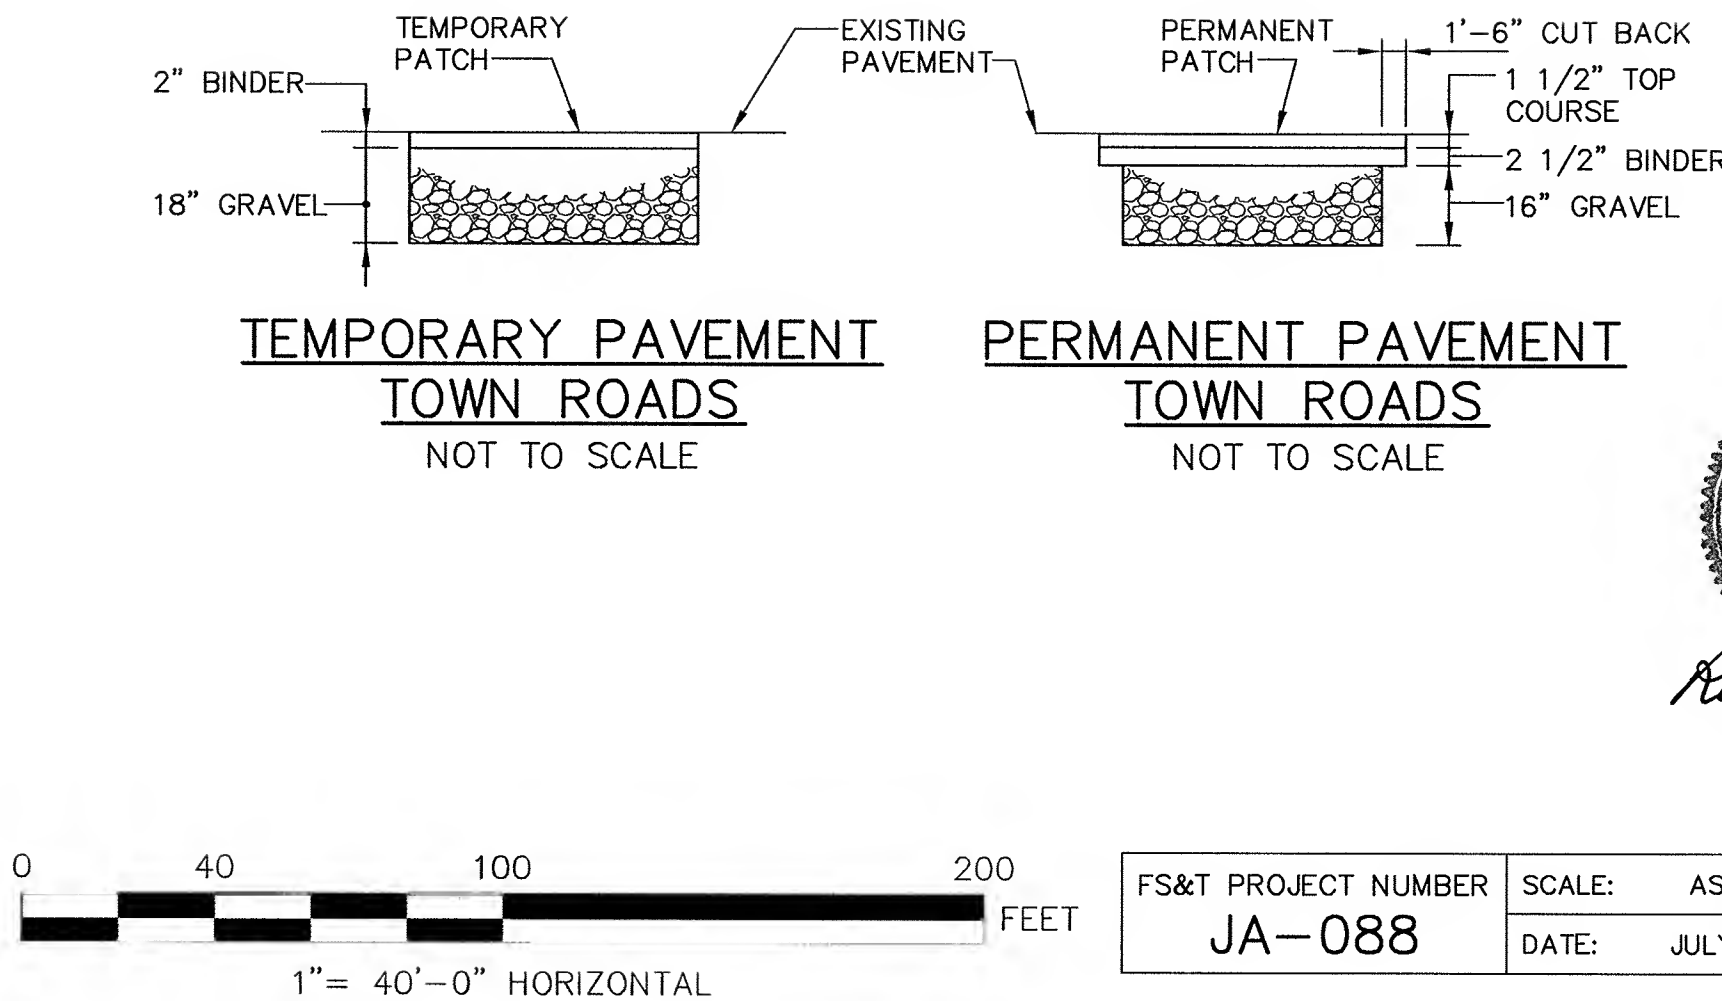 TEMPORARY
PATCH
2” BINDER
18” GRAVEL
EXISTING
PAVEMENT
PERMANENT
PATCH
1’-6” CUT BACK
1 1/2” TOP
COURSE
2 1/2” BINDER
16” GRAVEL
TEMPORARY PAVEMENT
TOWN ROADS
NOT TO SCALE
PERMANENT PAVEMENT
TOWN ROADS
NOT TO SCALE
0 40 100 200
FEET
1”= 40’-0” HORIZONTAL
FS&T PROJECT NUMBER
JA-088
SCALE: AS
DATE: JULY